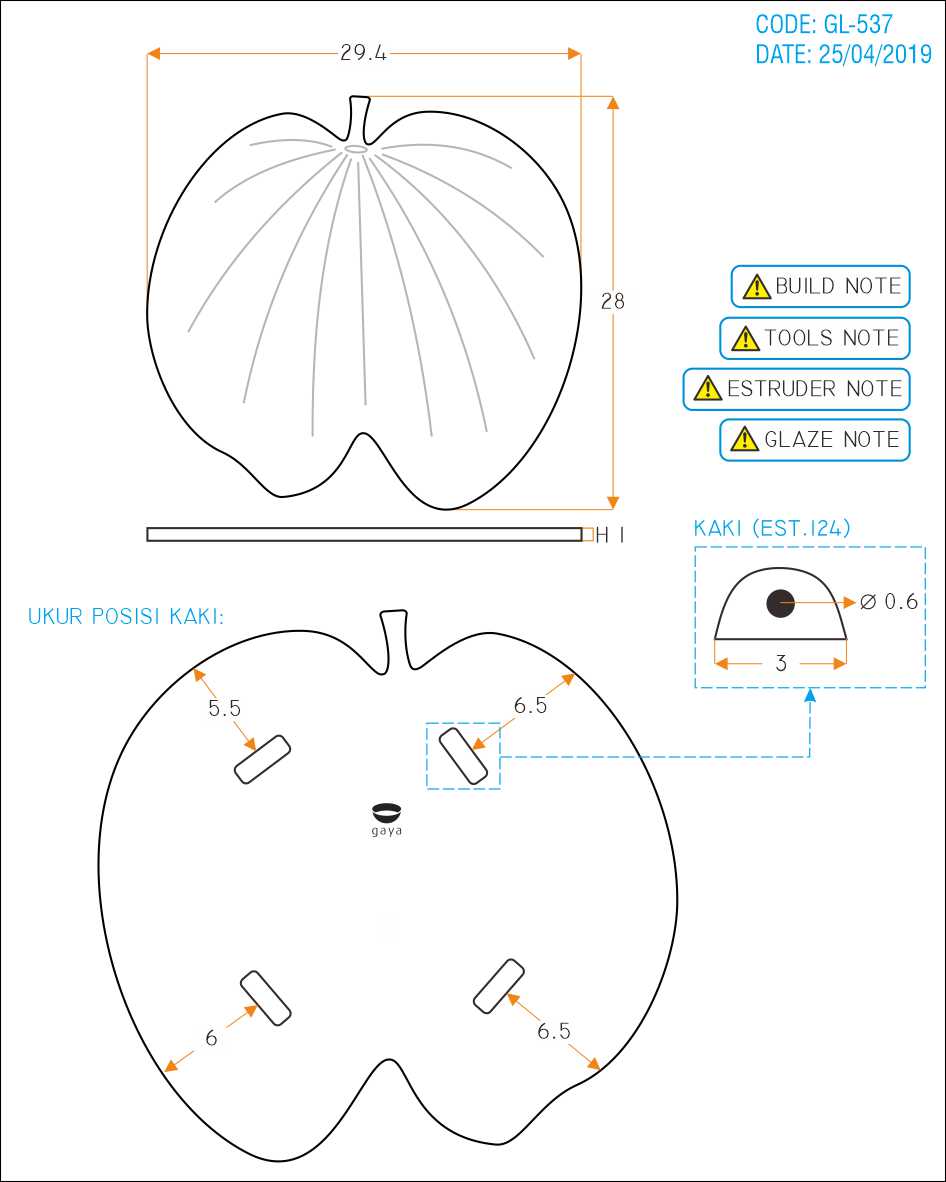 CODE: GL-537
DATE: 25/04/2019
29.4
28
BUILD NOTE
TOOLS NOTE
ESTRUDER NOTE
GLAZE NOTE
H 1
KAKI (EST.124)
Ø 0.6
3
UKUR POSISI KAKI:
5.5
6.5
gaya
6
6.5